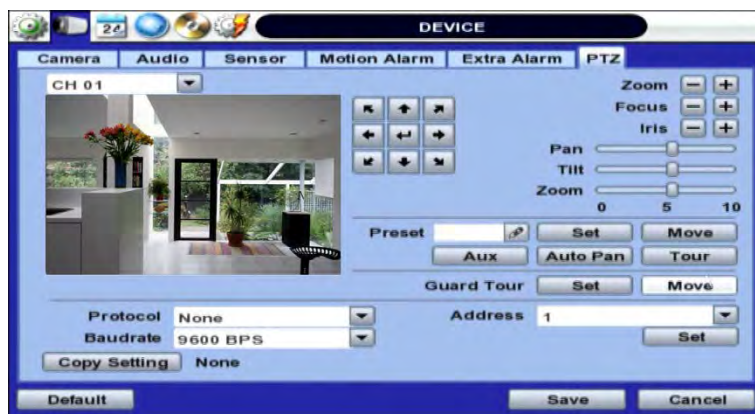 24
DEVICE
Camera Audio Sensor Motion Alarm Extra Alarm PTZ
CH 01
Zoom
Focus
Iris
Pan
Tilt
Zoom
0 5 10
Preset Set Move
Aux Auto Pan Tour
Guard Tour Set Move
Protocol None Address 1
Baudrate 9600 BPS Set
Copy Setting None
Default Save Cancel